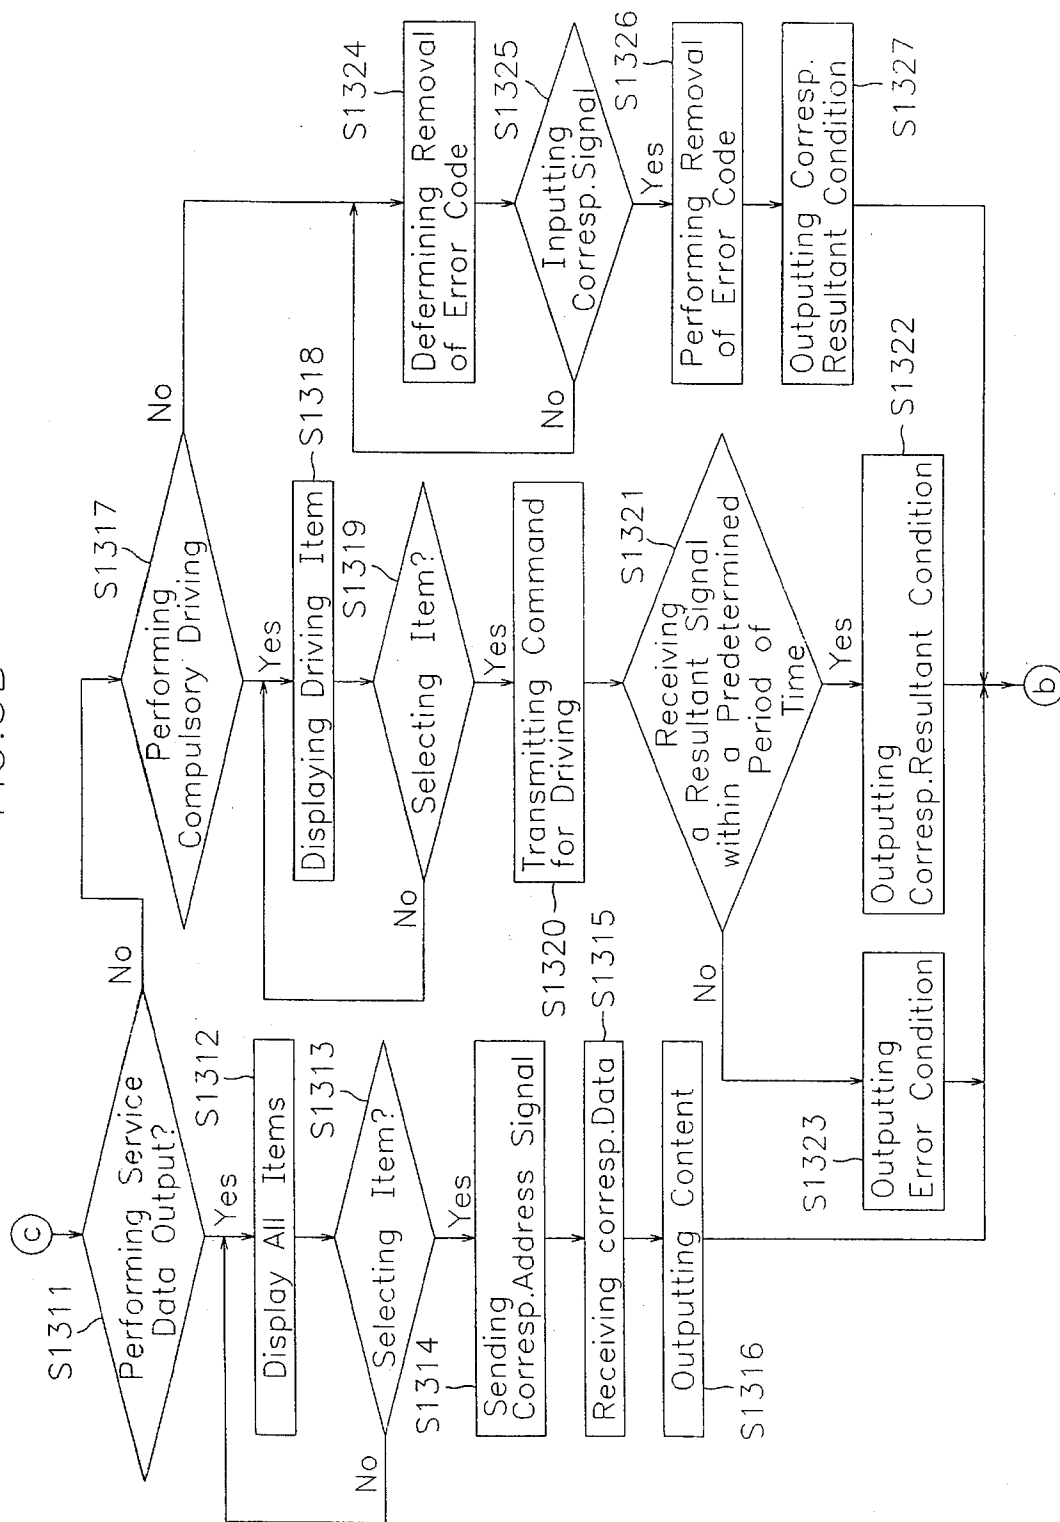 c
S1311
Performing Service
Data Output?
No
Yes
S1312
Display All Items
S1313
Selecting Item?
No
Yes
S1314
Sending
Corresp.Address Signal
S1315
Receiving corresp.Data
Outputting Content
S1316
S1317
Performing
Compulsory Driving
No
Yes
S1318
Displaying Driving Item
S1319
Selecting Item?
No
Yes
Transmitting Command
for Driving
S1320
S1321
Receiving
a Resultant Signal
within a Predetermined
Period of
Time
No
Yes
S1322
Outputting
Corresp.Resultant Condition
S1323
Outputting
Error Condition
S1324
Defermining Removal
of Error Code
S1325
Inputting
Corresp.Signal
No
Yes
S1326
Performing Removal
of Error Code
S1327
Outputting Corresp.
Resultant Condition
b